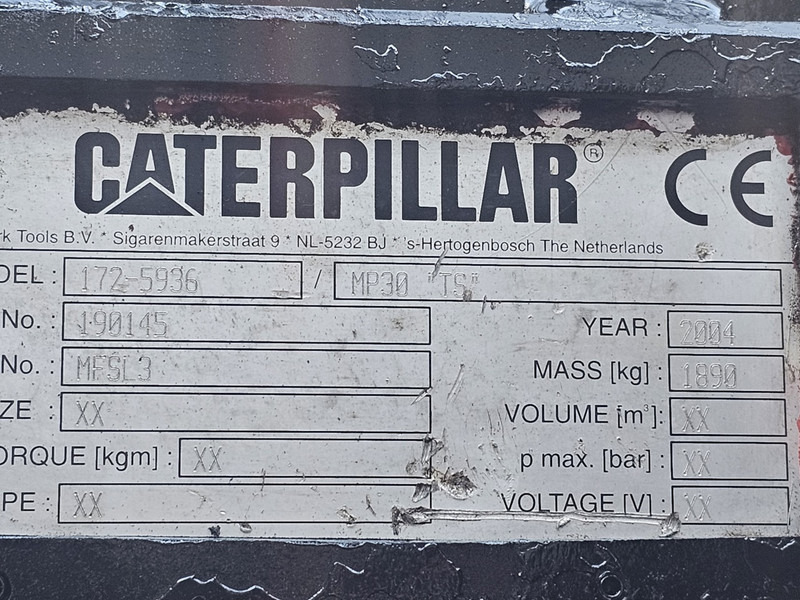 CATERPILLAR® CE
rk Tools B.V. * Sigarenmakerstraat 9 * NL-5232 BJ * 's-Hertogenbosch The Netherlands
DEL : 172-5936 / MP30 "TS"
No. : 190145 YEAR : 2004
No. : MFSL3 MASS [kg] : 1890
ZE : XX VOLUME [m³]: XX
ORQUE [kgm] : XX p max. [bar] : XX
PE : XX VOLTAGE [V] : XX